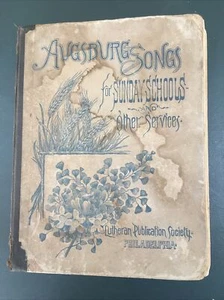 AUGSBURG SONGS
for SUNDAY SCHOOLS
AND
Other Services.
Lutheran Publication Society
PHILADELPHIA